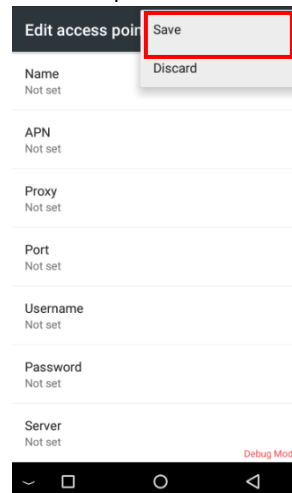 Edit access poin
Save
Discard
Name
Not set
APN
Not set
Proxy
Not set
Port
Not set
Username
Not set
Password
Not set
Server
Not set
Debug Mod